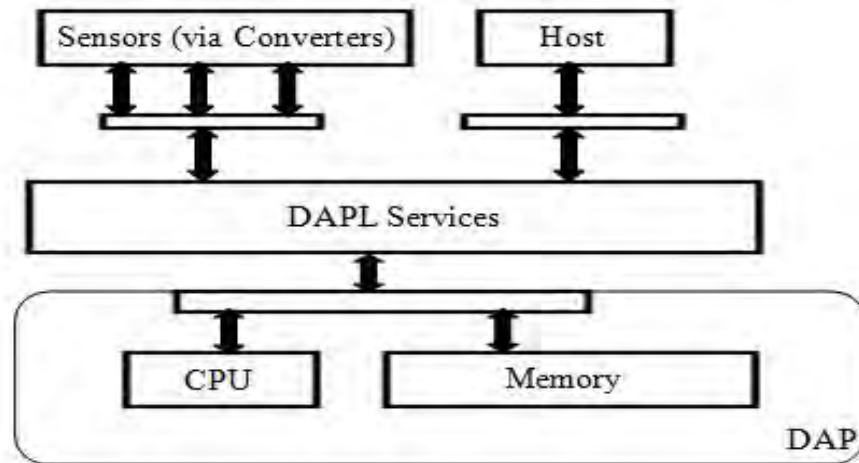 Sensors (via Converters)
Host
DAPL Services
CPU
Memory
DAP